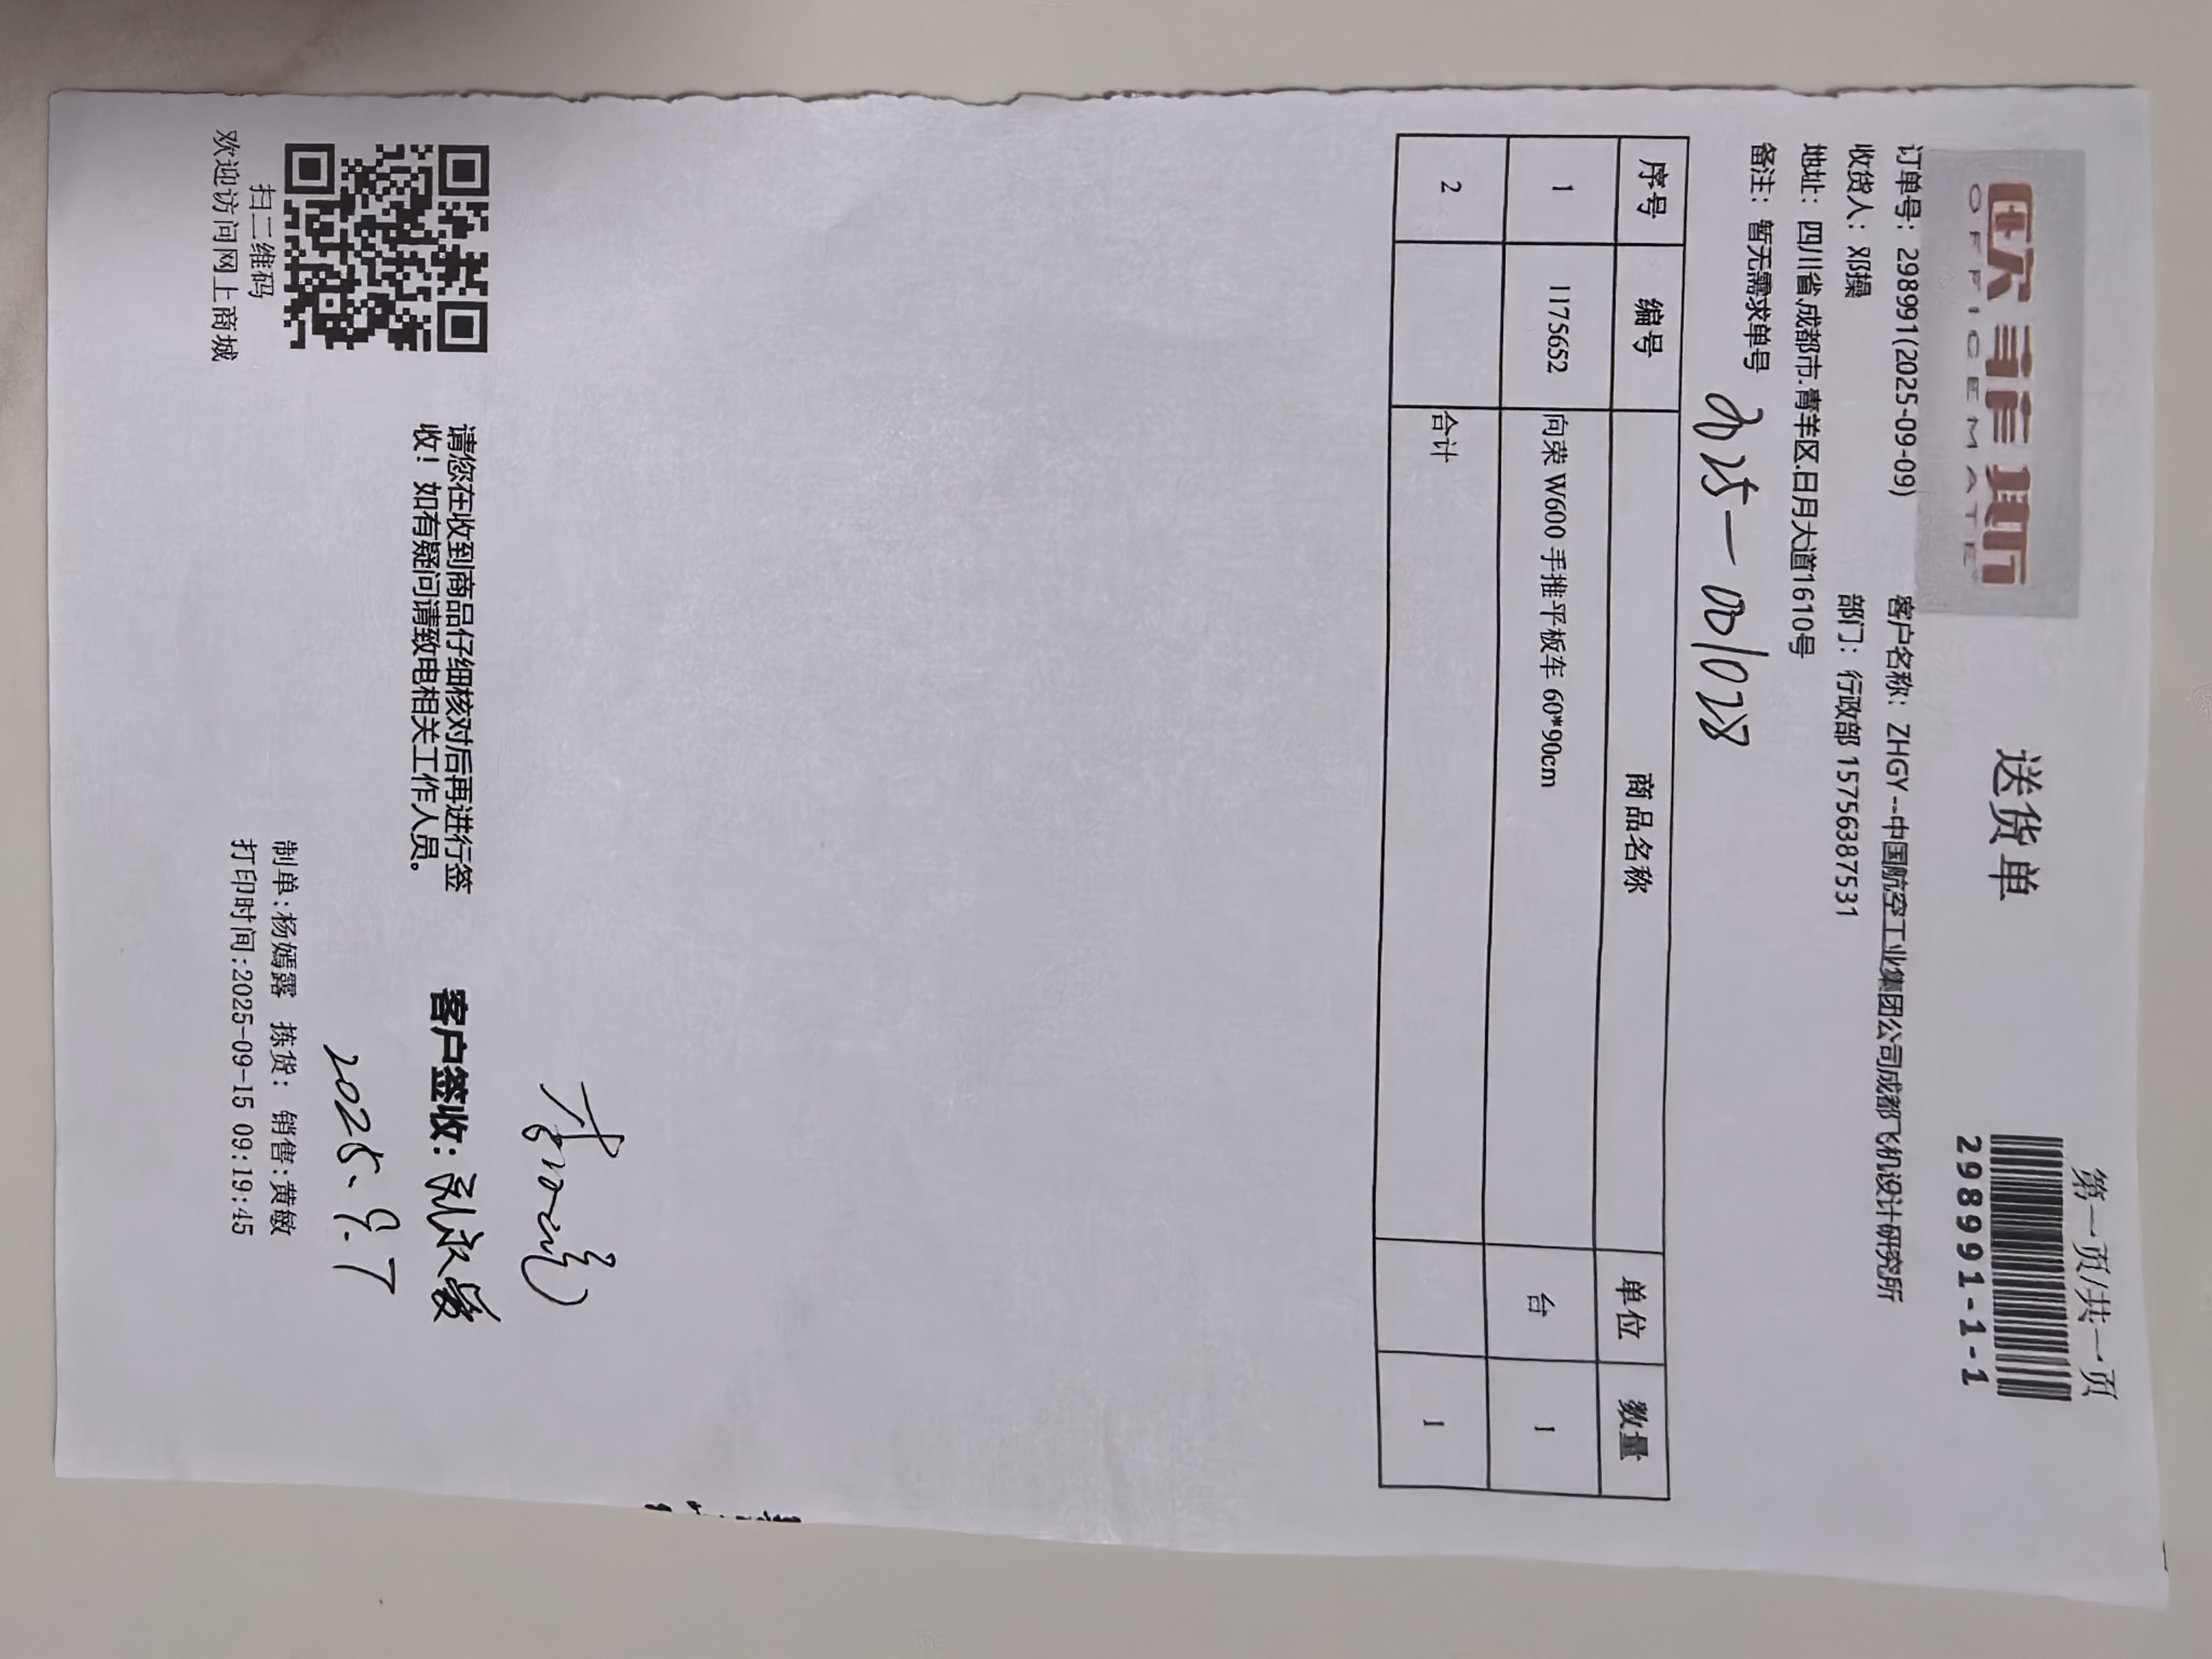 第一页/共一页
OFFICEMATE
送货单
298991-1-1
订单号：298991(2025-09-09) 客户名称：ZHGY--中国航空工业集团公司成都飞机设计研究所
收货人：邓操 部门：行政部 15756387531
地址：四川省.成都市.青羊区.日月大道1610号
备注：暂无需求单号
2025-001028
序号 编号 商品名称 单位 数量
1 1175652 向荣 W600 手推平板车 60*90cm 台 1
2 合计 1
请您在收到商品仔细核对后再进行签
收！如有疑问请致电相关工作人员。
客户签收：
2025.9.
扫二维码
欢迎访问网上商城
制单:杨嫣露 拣货: 销售:黄敏
打印时间:2025-09-15 09:19:45